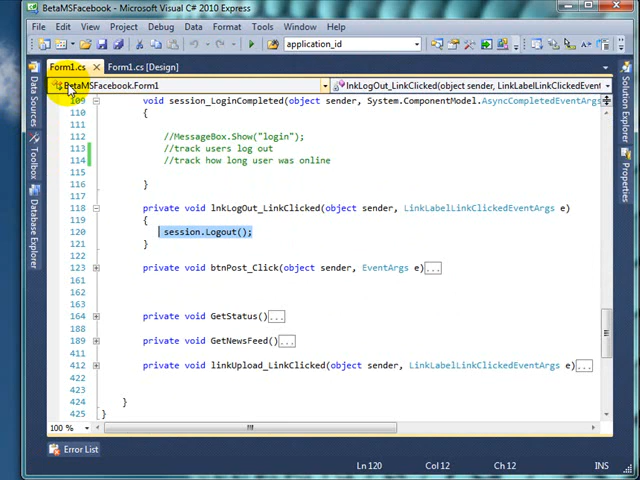 BetaMSFacebook - Microsoft Visual C# 2010 Express
File Edit View Project Debug Data Format Tools Window Help
application_id
Form1.cs Form1.cs [Design]
BetaMSFacebook.Form1 lnkLogOut_LinkClicked(object sender, LinkLabelLinkClickedEvent
109 void session_LoginCompleted(object sender, System.ComponentModel.AsyncCompletedEventArgs
110 {
111
112 //MessageBox.Show("login");
113 //track users log out
114 //track how long user was online
115
116 }
117
118 private void lnkLogOut_LinkClicked(object sender, LinkLabelLinkClickedEventArgs e)
119 {
120 session.Logout();
121 }
122
123 private void btnPost_Click(object sender, EventArgs e)...
161
162
163
164 private void GetStatus()...
188
189 private void GetNewsFeed()...
411
412 private void linkUpload_LinkClicked(object sender, LinkLabelLinkClickedEventArgs e)...
422
423
424 }
425 }
100 %
Error List
Ln 120 Col 12 Ch 12 INS
Data Sources
Toolbox
Database Explorer
Solution Explorer
Properties